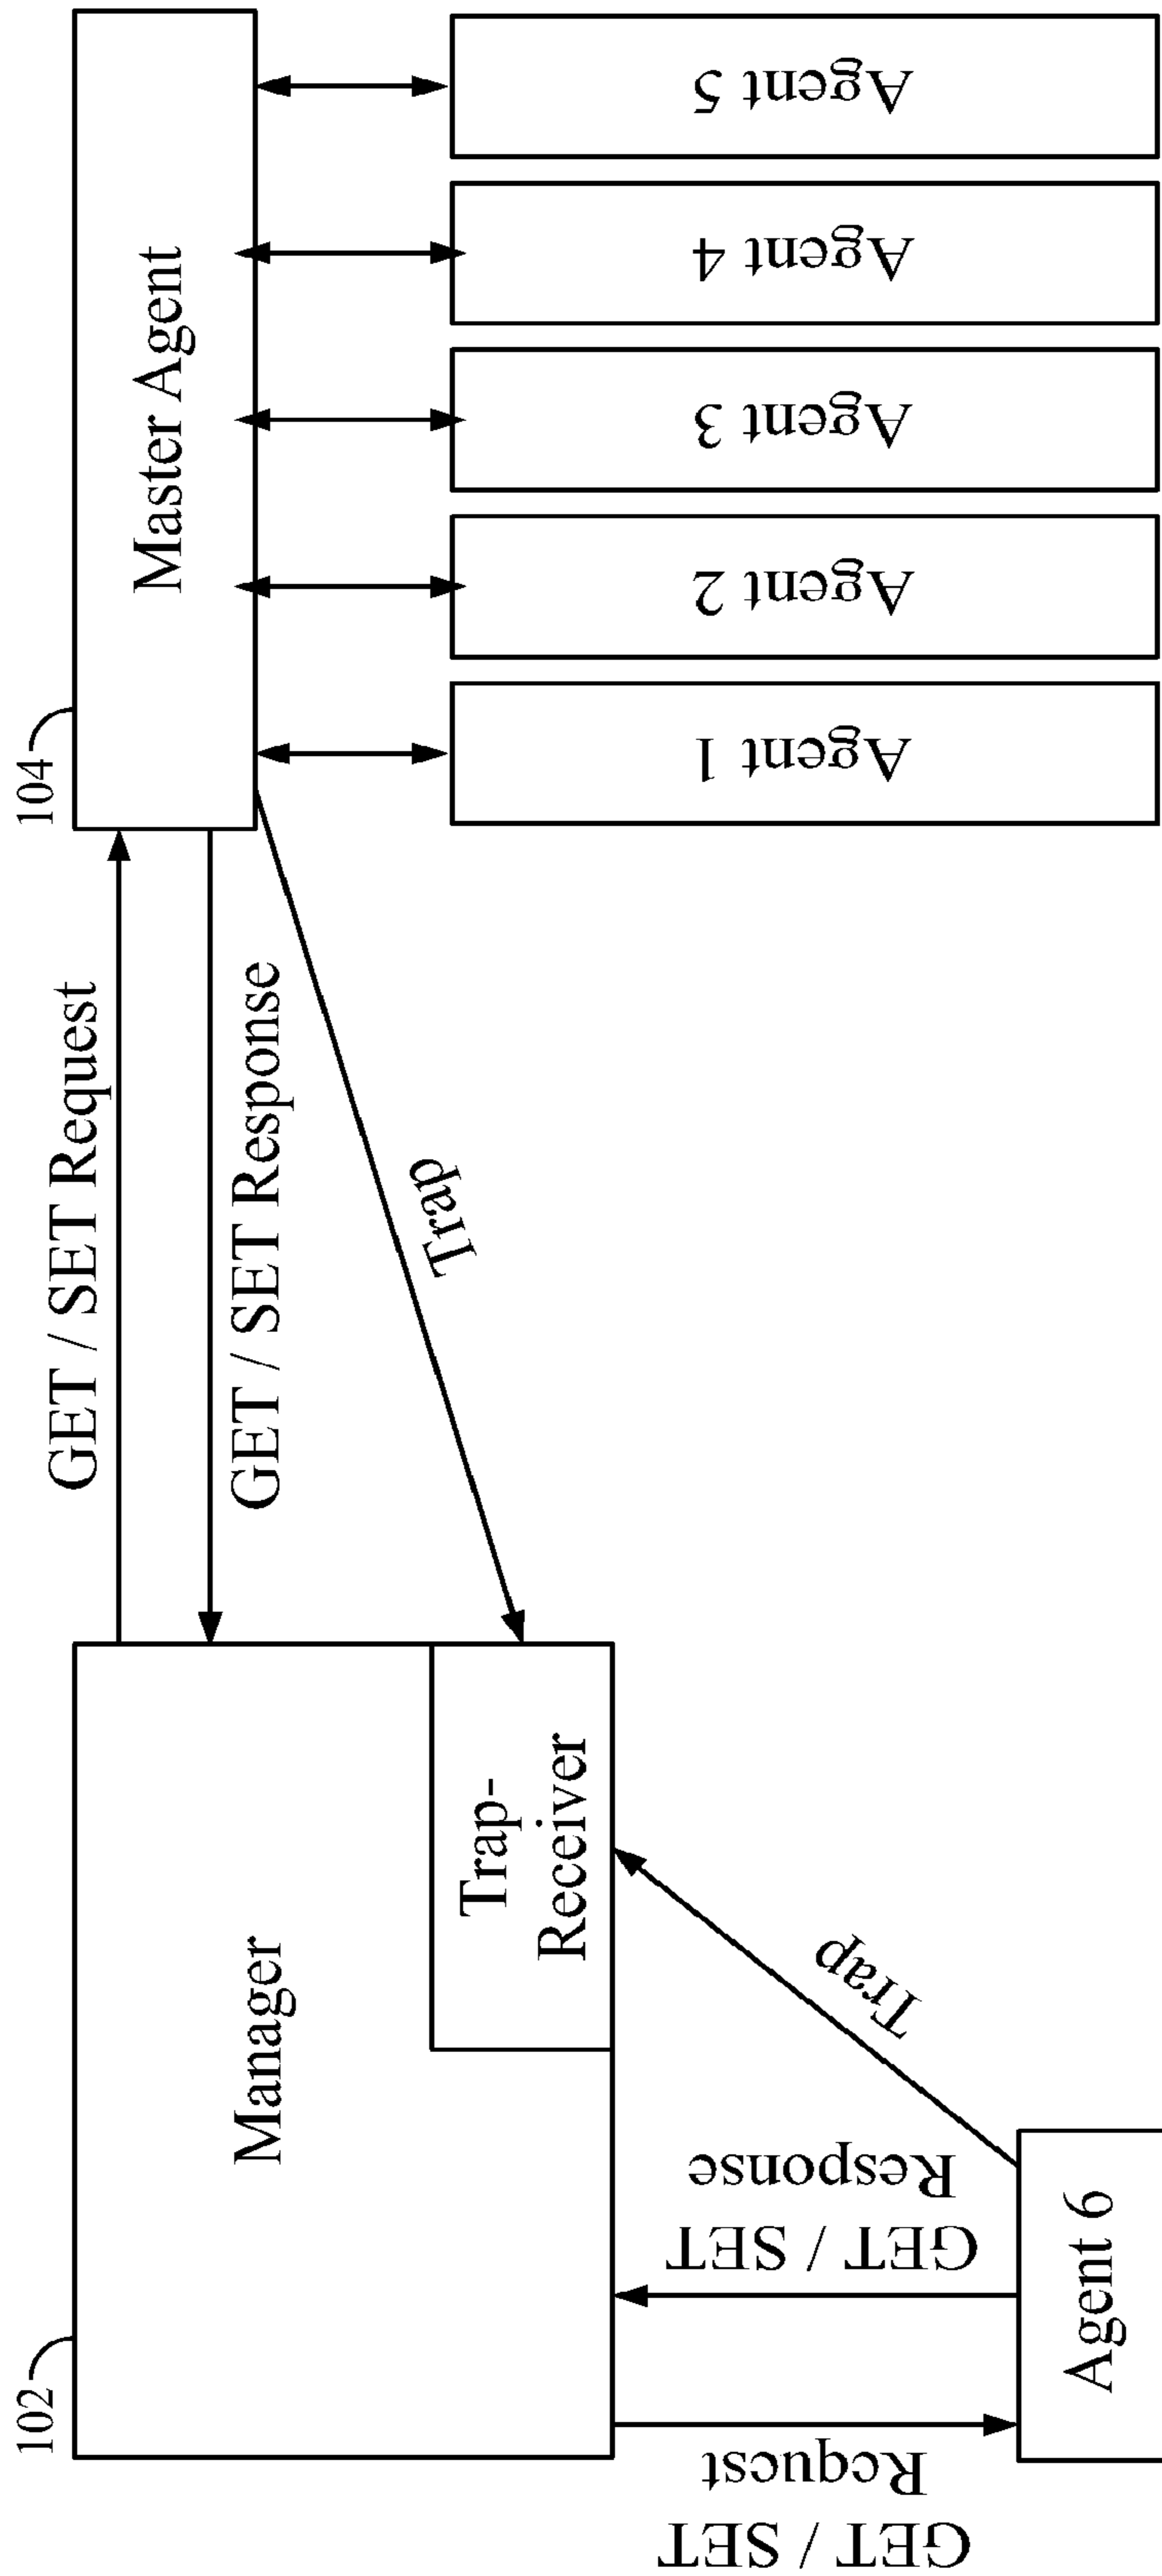 102
Manager
Trap-
Receiver
GET / SET Request
GET / SET Response
Trap
104
Master Agent
GET / SET
Request
GET / SET
Response
Trap
Agent 6
Agent 1
Agent 2
Agent 3
Agent 4
Agent 5